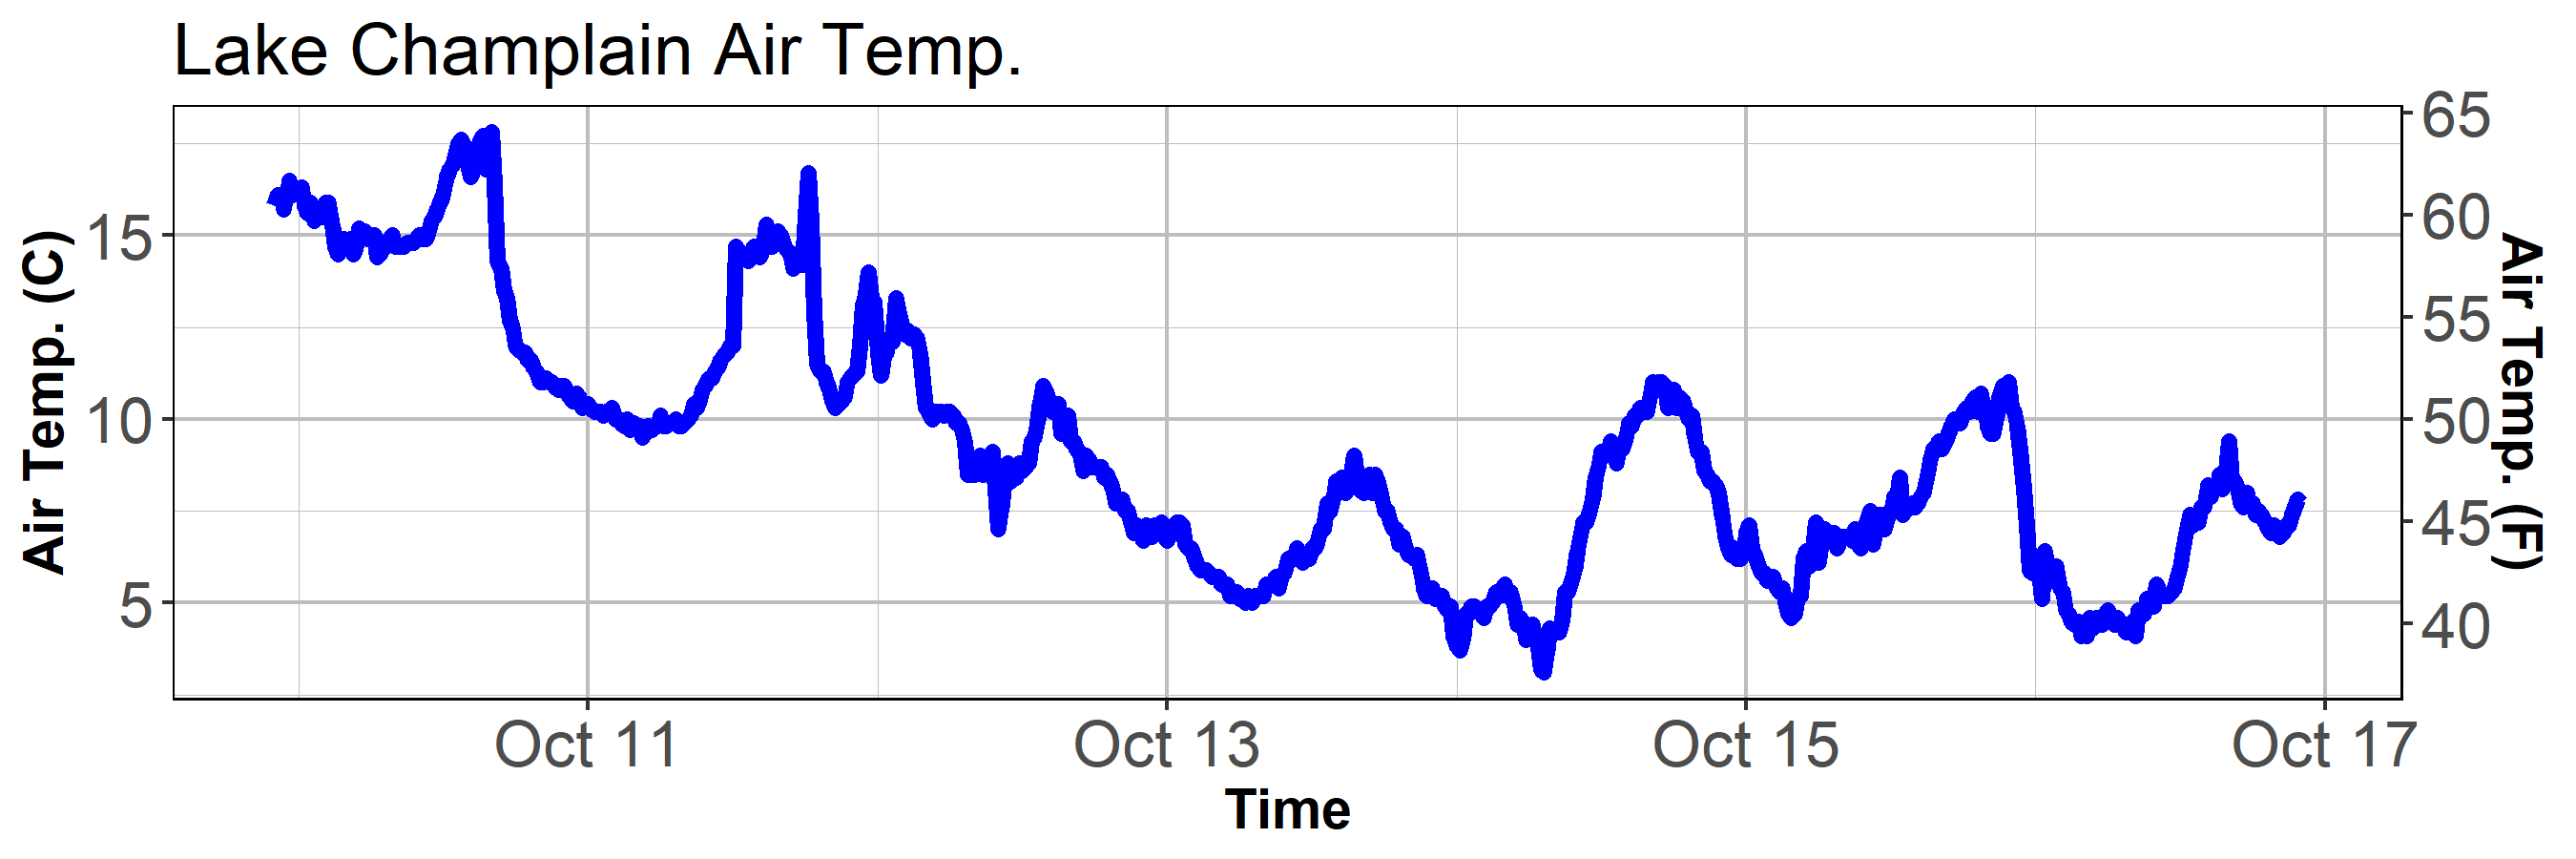 Lake Champlain Air Temp.
Air Temp. (C)
15
10
5
65
60
55
50
45
40
Air Temp. (F)
Oct 11
Oct 13
Oct 15
Oct 17
Time